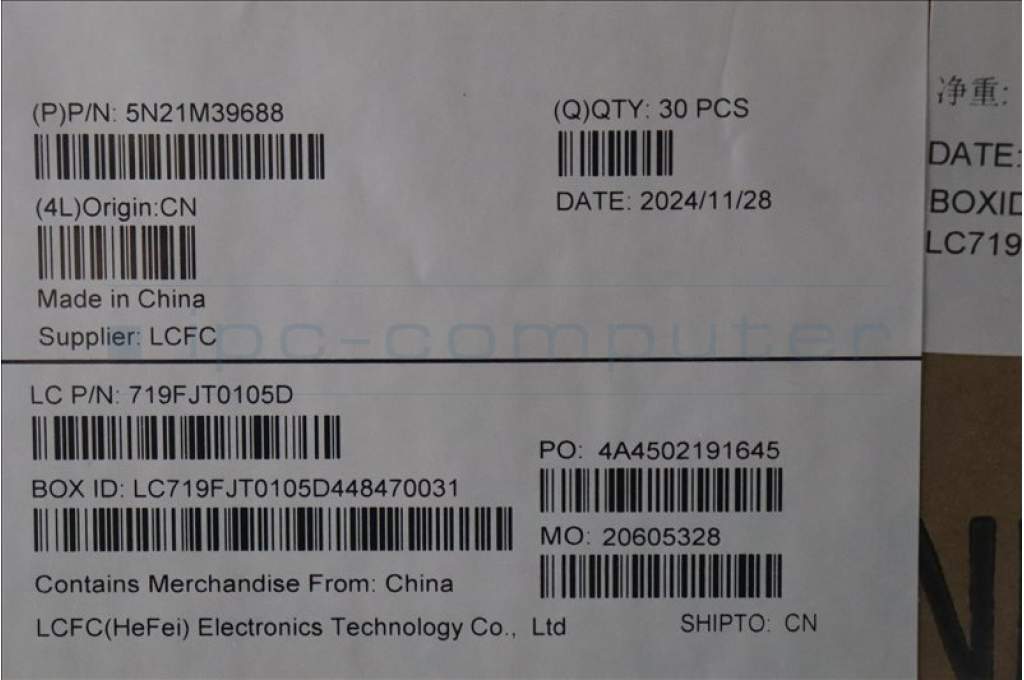 (P)P/N: 5N21M39688
(Q)QTY: 30 PCS
(4L)Origin:CN
DATE: 2024/11/28
Made in China
Supplier: LCFC
ipc-computer
LC P/N: 719FJT0105D
PO: 4A4502191645
BOX ID: LC719FJT0105D448470031
MO: 20605328
Contains Merchandise From: China
LCFC(HeFei) Electronics Technology Co., Ltd
SHIPTO: CN
净重:
DATE:
BOXID
LC719